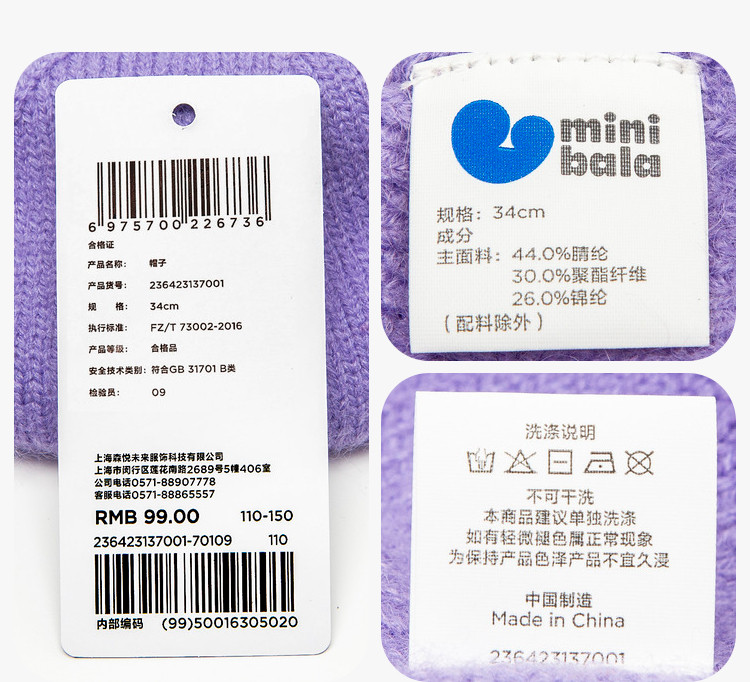 6 975700 226736
合格证
产品名称： 帽子
产品货号： 236423137001
规 格： 34cm
执行标准： FZ/T 73002-2016
产品等级： 合格品
安全技术类别：符合GB 31701 B类
检验员： 09
上海森悦未来服饰科技有限公司
上海市闵行区莲花南路2689号5幢406室
公司电话0571-88907778
客服电话0571-88865557
RMB 99.00 110-150
236423137001-70109 110
内部编码 (99)50016305020
mini
bala
规格：34cm
成分
主面料：44.0%腈纶
30.0%聚酯纤维
26.0%锦纶
（配料除外）
洗涤说明
不可干洗
本商品建议单独洗涤
如有轻微褪色属正常现象
为保持产品色泽产品不宜久浸
中国制造
Made in China
236423137001